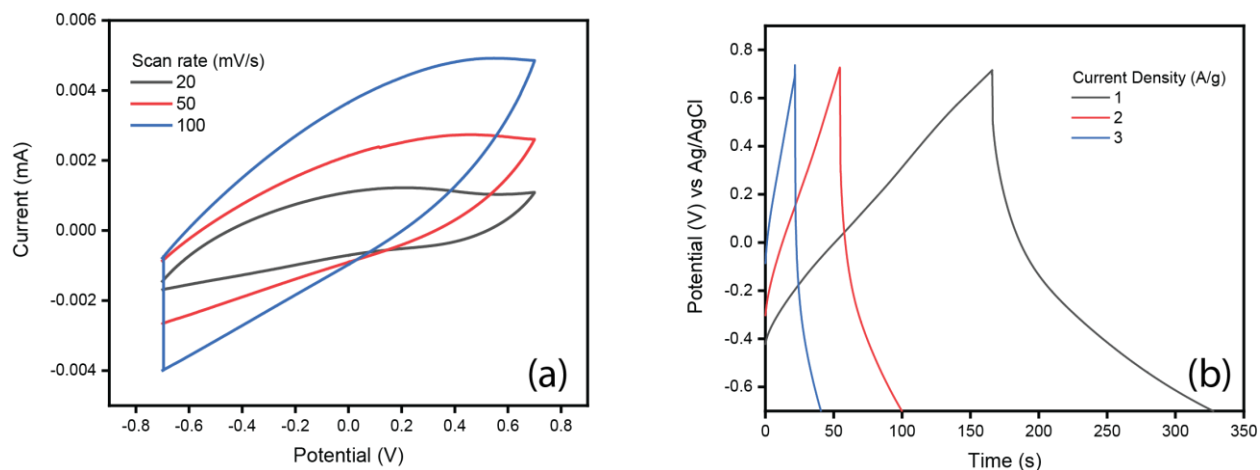 0.006
0.004
0.002
0.000
-0.002
-0.004
Current (mA)
Scan rate (mV/s)
20
50
100
(a)
-0.8 -0.6 -0.4 -0.2 0.0 0.2 0.4 0.6 0.8
Potential (V)
0.8
0.6
0.4
0.2
0.0
-0.2
-0.4
-0.6
Potential (V) vs Ag/AgCl
Current Density (A/g)
1
2
3
(b)
0 50 100 150 200 250 300 350
Time (s)